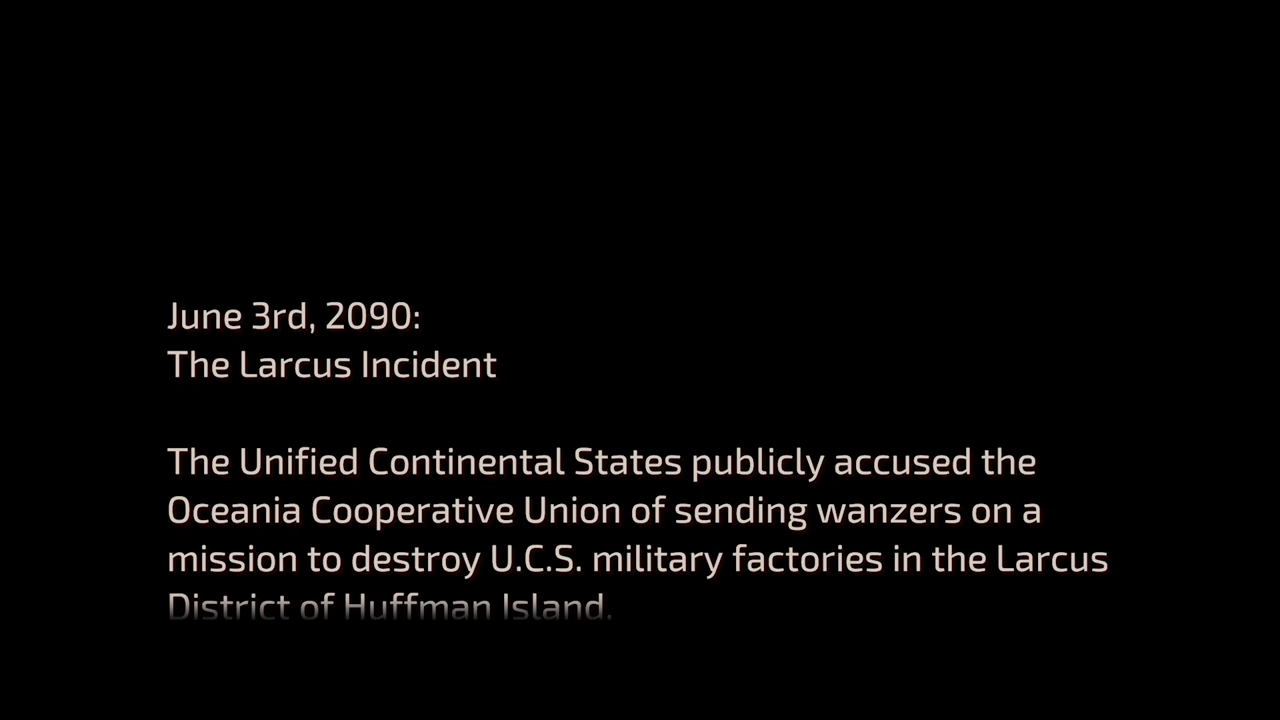 June 3rd, 2090:
The Larcus Incident
The Unified Continental States publicly accused the
Oceania Cooperative Union of sending wanzers on a
mission to destroy U.C.S. military factories in the Larcus
District of Huffman Island.